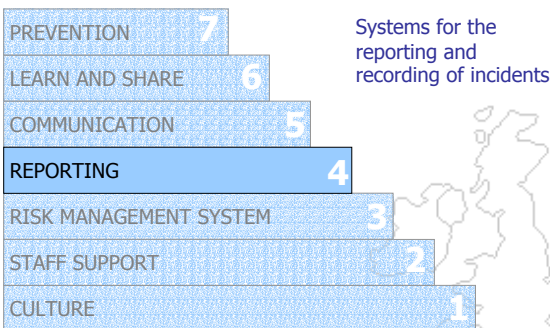 PREVENTION 7
Systems for the
reporting and
recording of incidents
LEARN AND SHARE 6
COMMUNICATION 5
REPORTING 4
RISK MANAGEMENT SYSTEM 3
STAFF SUPPORT 2
CULTURE 1